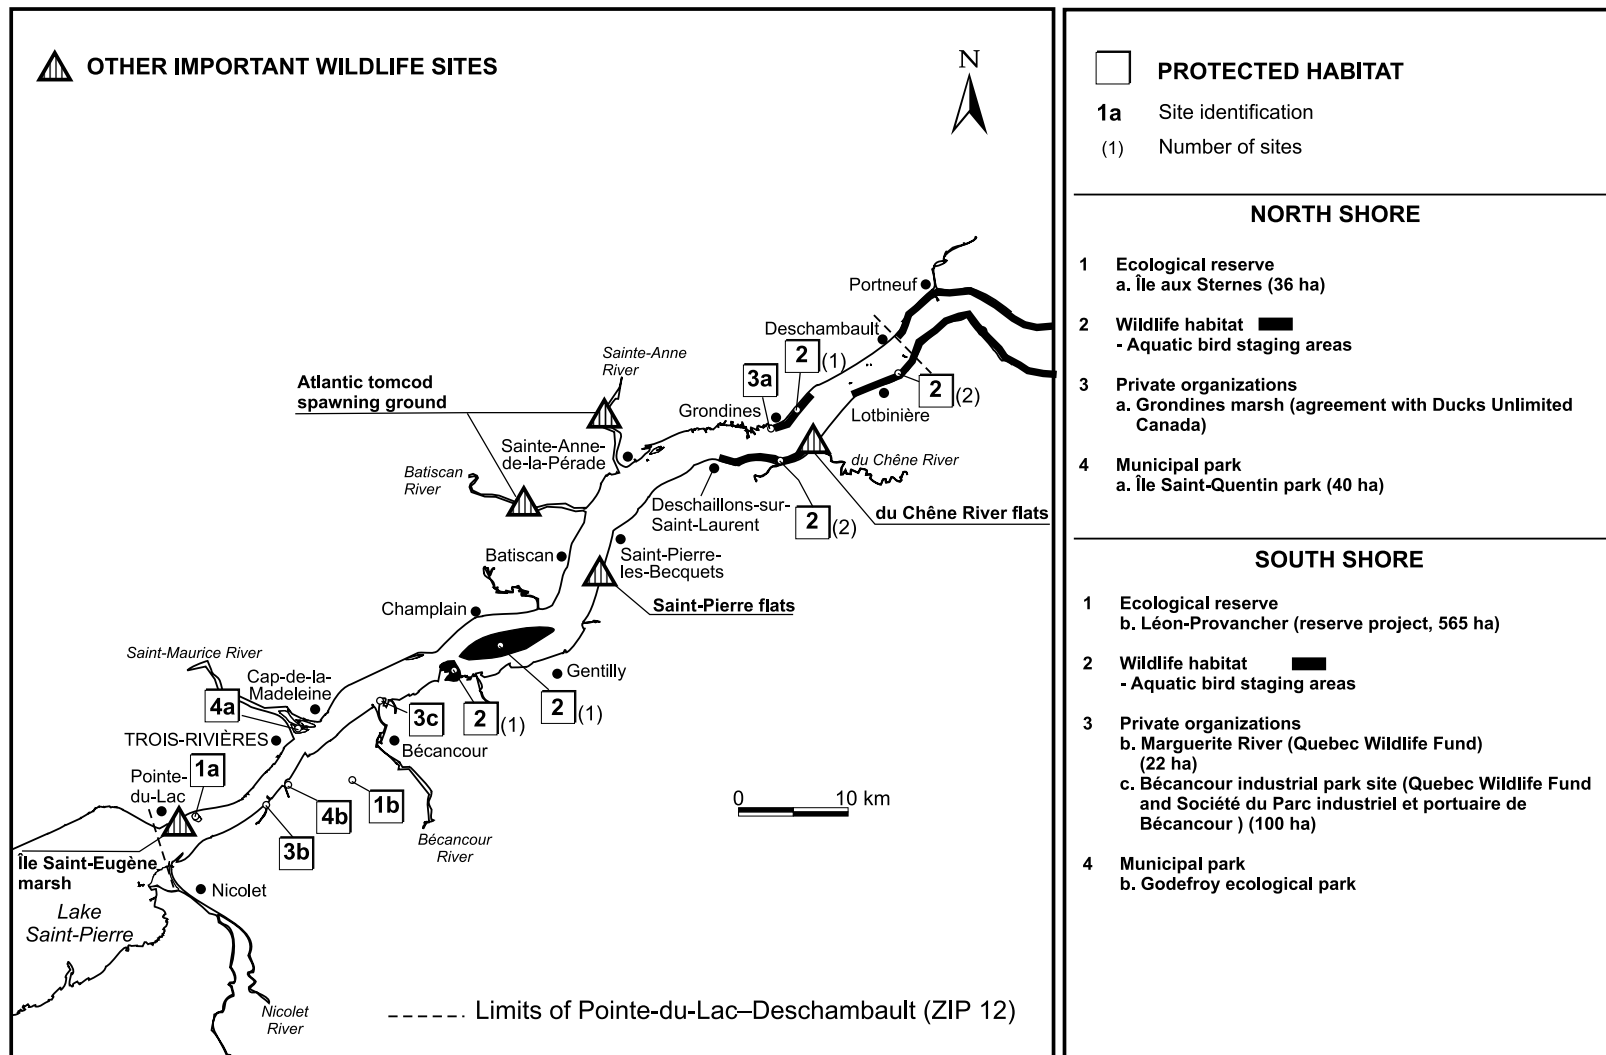 OTHER IMPORTANT WILDLIFE SITES
N
Portneuf
Deschambault
2 (1)
Sainte-Anne
River
3a
2 (2)
Atlantic tomcod
spawning ground
Grondines
Lotbinière
Sainte-Anne-
de-la-Pérade
du Chêne River
Batiscan
River
Deschaillons-sur-
Saint-Laurent
2 (2)
du Chêne River flats
Batiscan
Saint-Pierre-
les-Becquets
Champlain
Saint-Pierre flats
Saint-Maurice River
Cap-de-la-
Madeleine
Gentilly
4a
3c
2 (1)
2 (1)
TROIS-RIVIÈRES
Bécancour
1a
Pointe-
du-Lac
1b
4b
0 10 km
3b
Bécancour
River
Île Saint-Eugène
marsh
Nicolet
Lake
Saint-Pierre
Nicolet
River
Limits of Pointe-du-Lac–Deschambault (ZIP 12)
PROTECTED HABITAT
1a Site identification
(1) Number of sites
NORTH SHORE
1 Ecological reserve
a. Île aux Sternes (36 ha)
2 Wildlife habitat
- Aquatic bird staging areas
3 Private organizations
a. Grondines marsh (agreement with Ducks Unlimited
Canada)
4 Municipal park
a. Île Saint-Quentin park (40 ha)
SOUTH SHORE
1 Ecological reserve
b. Léon-Provancher (reserve project, 565 ha)
2 Wildlife habitat
- Aquatic bird staging areas
3 Private organizations
b. Marguerite River (Quebec Wildlife Fund)
(22 ha)
c. Bécancour industrial park site (Quebec Wildlife Fund
and Société du Parc industriel et portuaire de
Bécancour ) (100 ha)
4 Municipal park
b. Godefroy ecological park